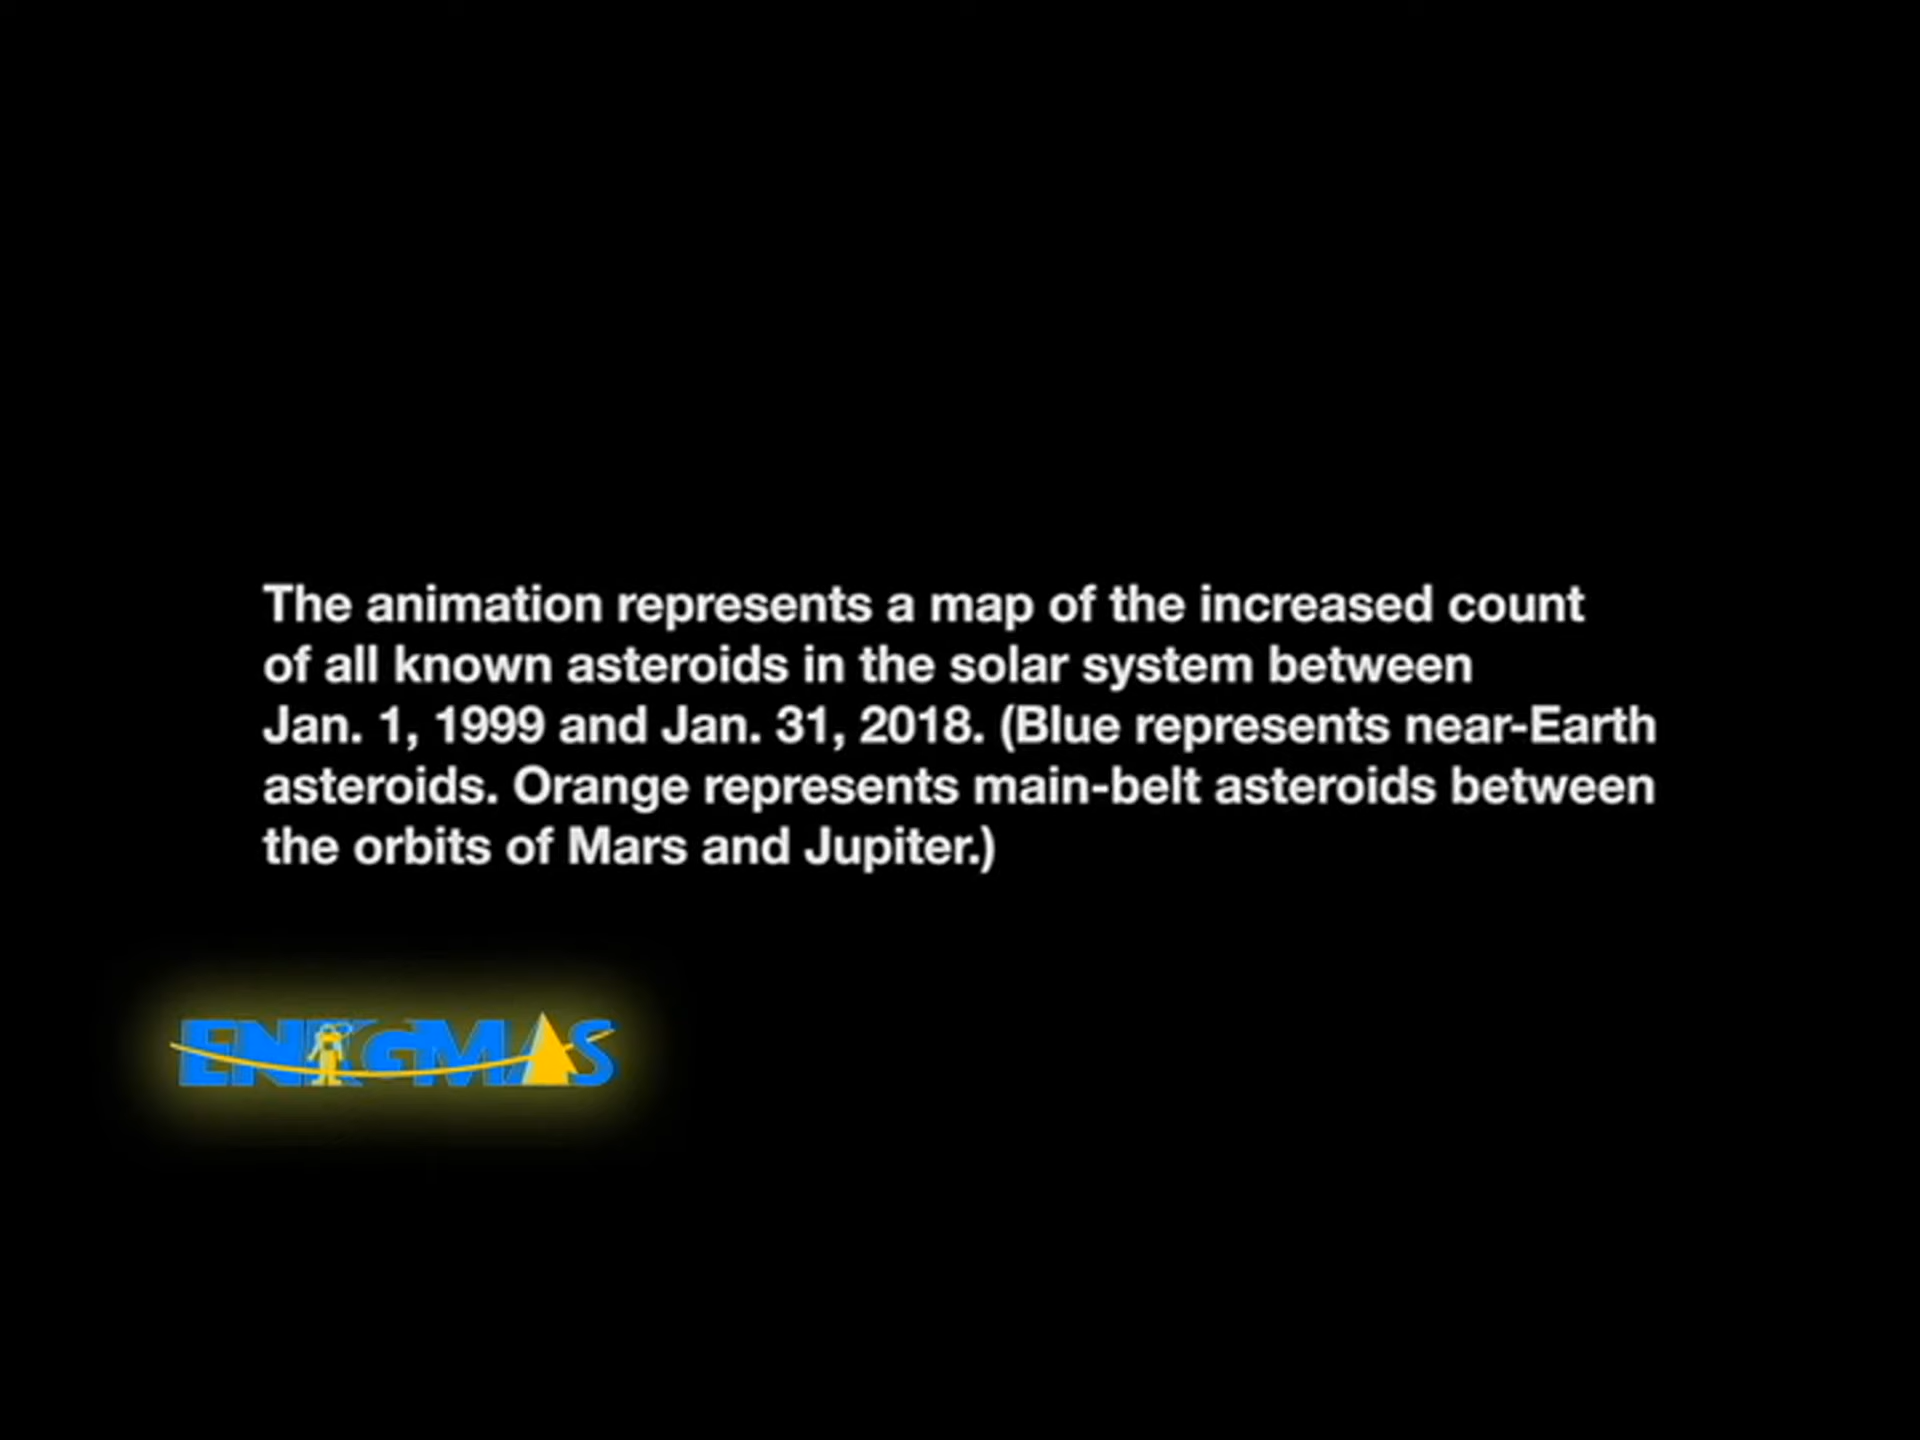 The animation represents a map of the increased count
of all known asteroids in the solar system between
Jan. 1, 1999 and Jan. 31, 2018. (Blue represents near-Earth
asteroids. Orange represents main-belt asteroids between
the orbits of Mars and Jupiter.)
ENIGMAS